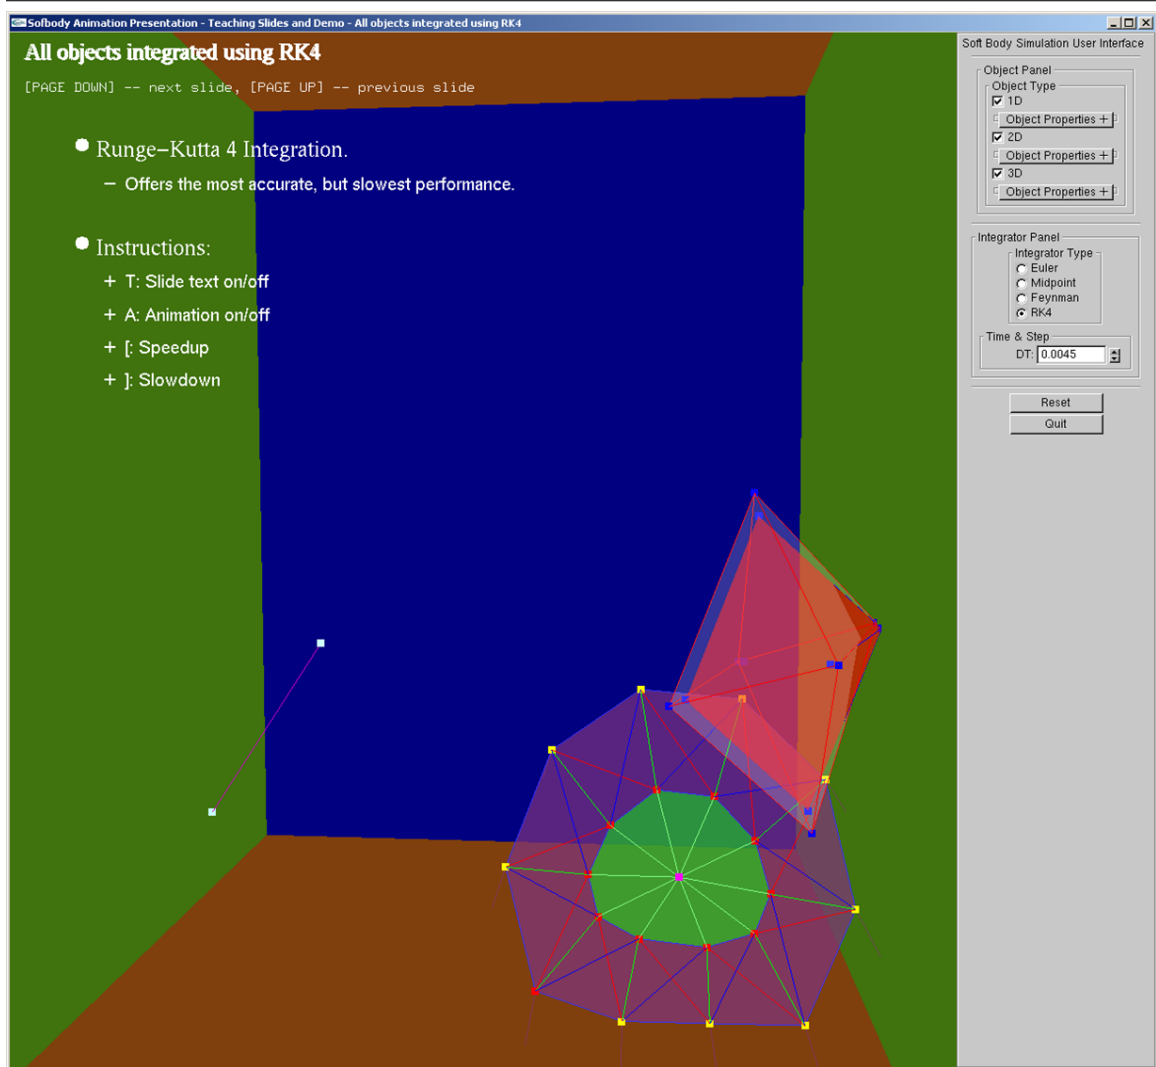 Sofbody Animation Presentation - Teaching Slides and Demo - All objects integrated using RK4
All objects integrated using RK4
[PAGE DOWN] -- next slide, [PAGE UP] -- previous slide
Runge-Kutta 4 Integration.
- Offers the most accurate, but slowest performance.
Instructions:
+ T: Slide text on/off
+ A: Animation on/off
+ [: Speedup
+ ]: Slowdown
Soft Body Simulation User Interface
Object Panel
Object Type
1D
Object Properties +
2D
Object Properties +
3D
Object Properties +
Integrator Panel
Integrator Type
Euler
Midpoint
Feynman
RK4
Time & Step
DT: 0.0045
Reset
Quit